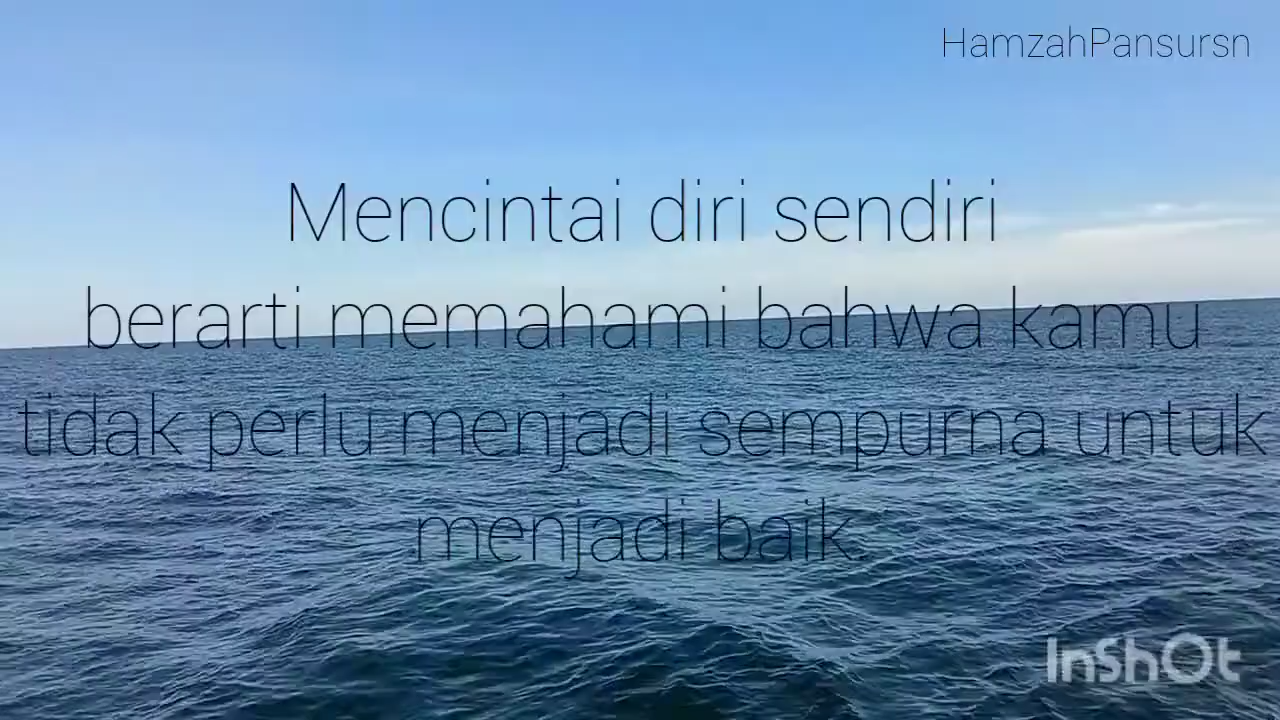 HamzahPansursn
Mencintai diri sendiri
berarti memahami bahwa kamu
tidak perlu menjadi sempurna untuk
menjadi baik
InShOt